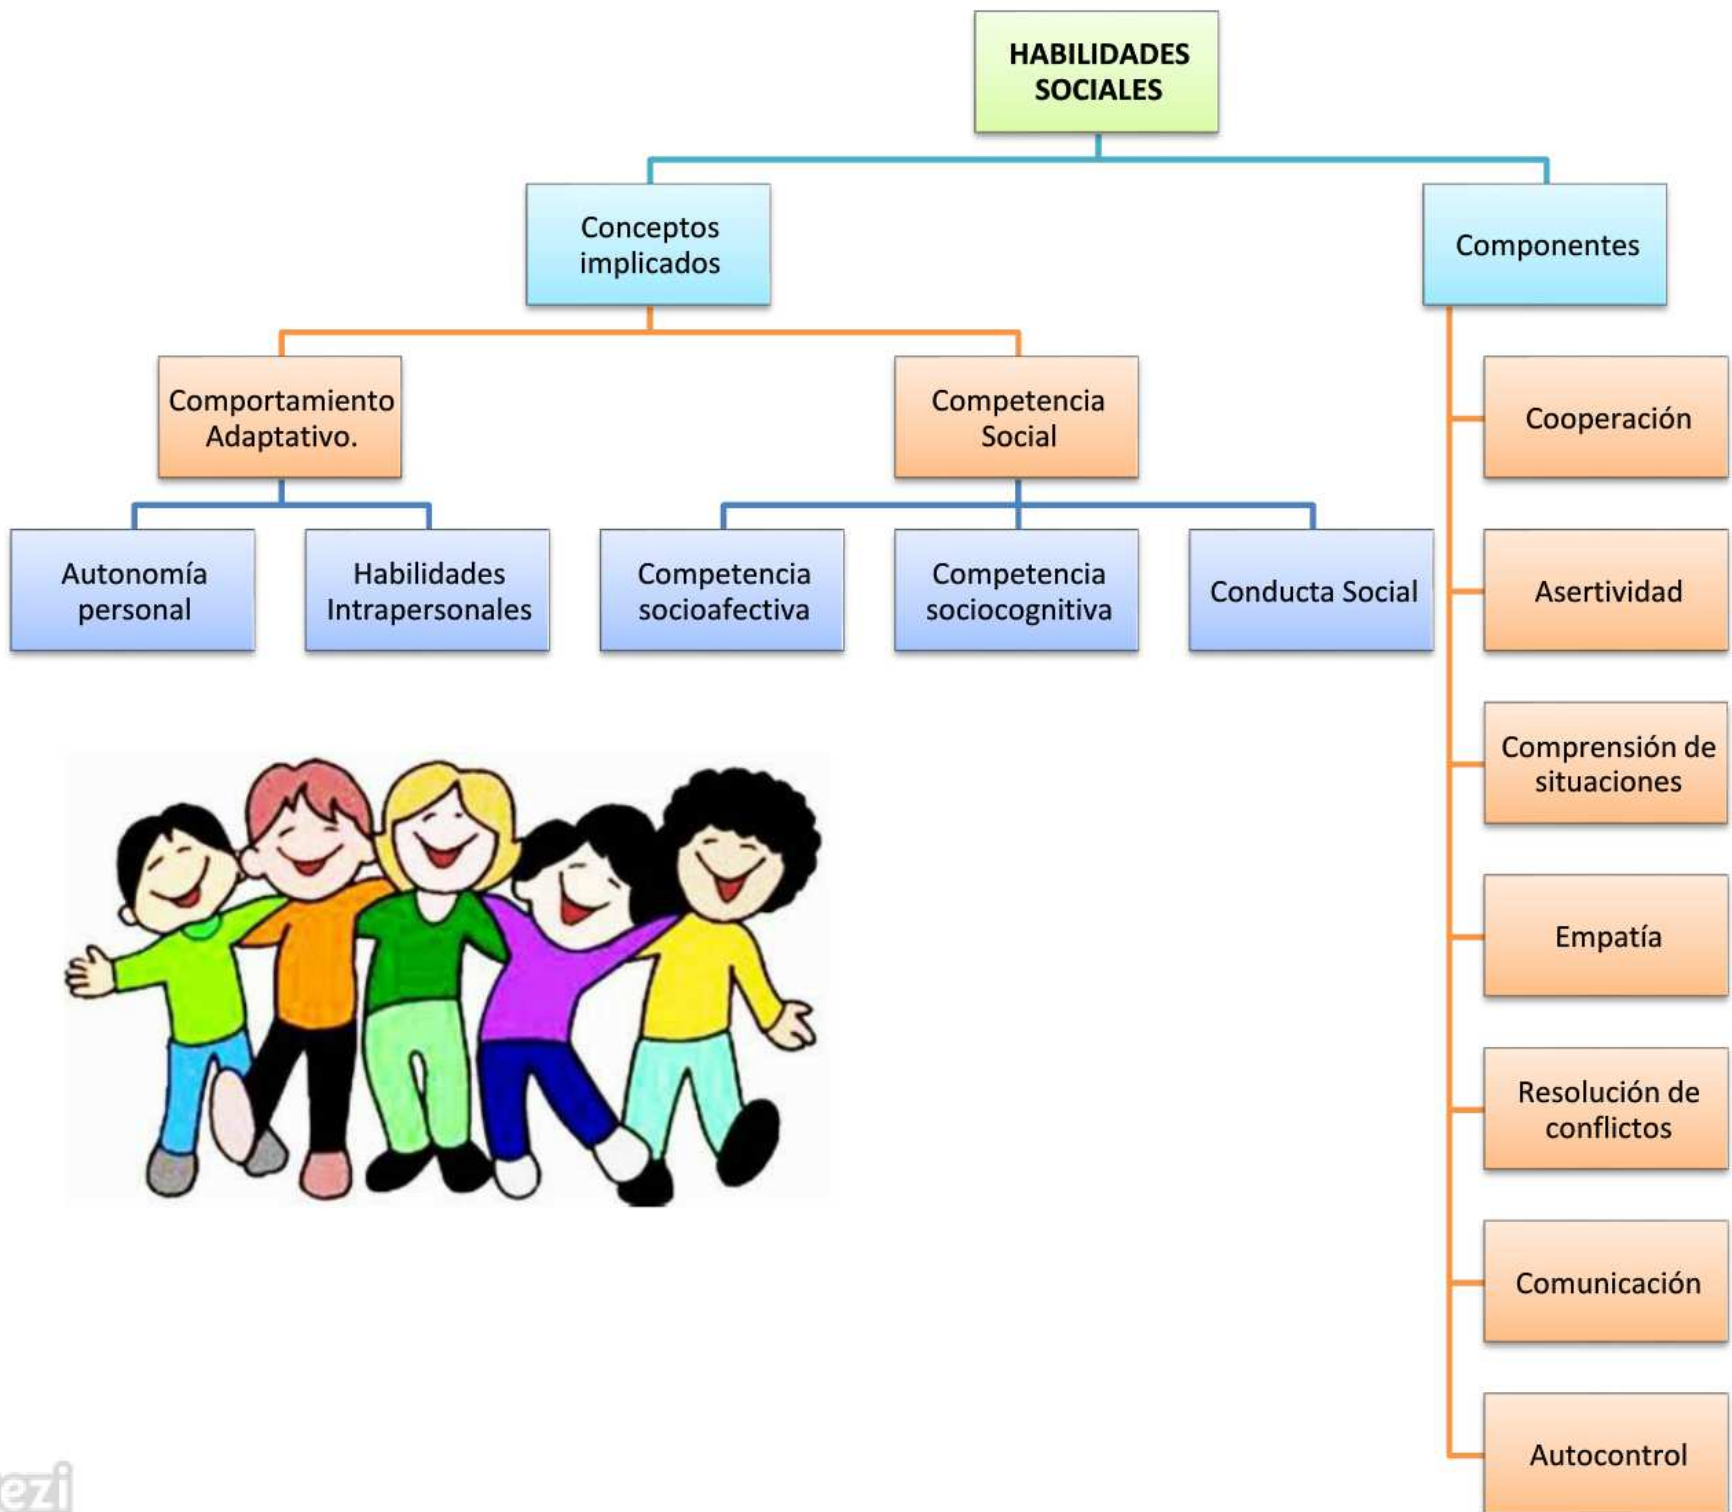 HABILIDADES
SOCIALES
Conceptos
implicados
Componentes
Comportamiento
Adaptativo.
Competencia
Social
Autonomía
personal
Habilidades
Intrapersonales
Competencia
socioafectiva
Competencia
sociocognitiva
Conducta Social
Cooperación
Asertividad
Comprensión de
situaciones
Empatía
Resolución de
conflictos
Comunicación
Autocontrol
ezi